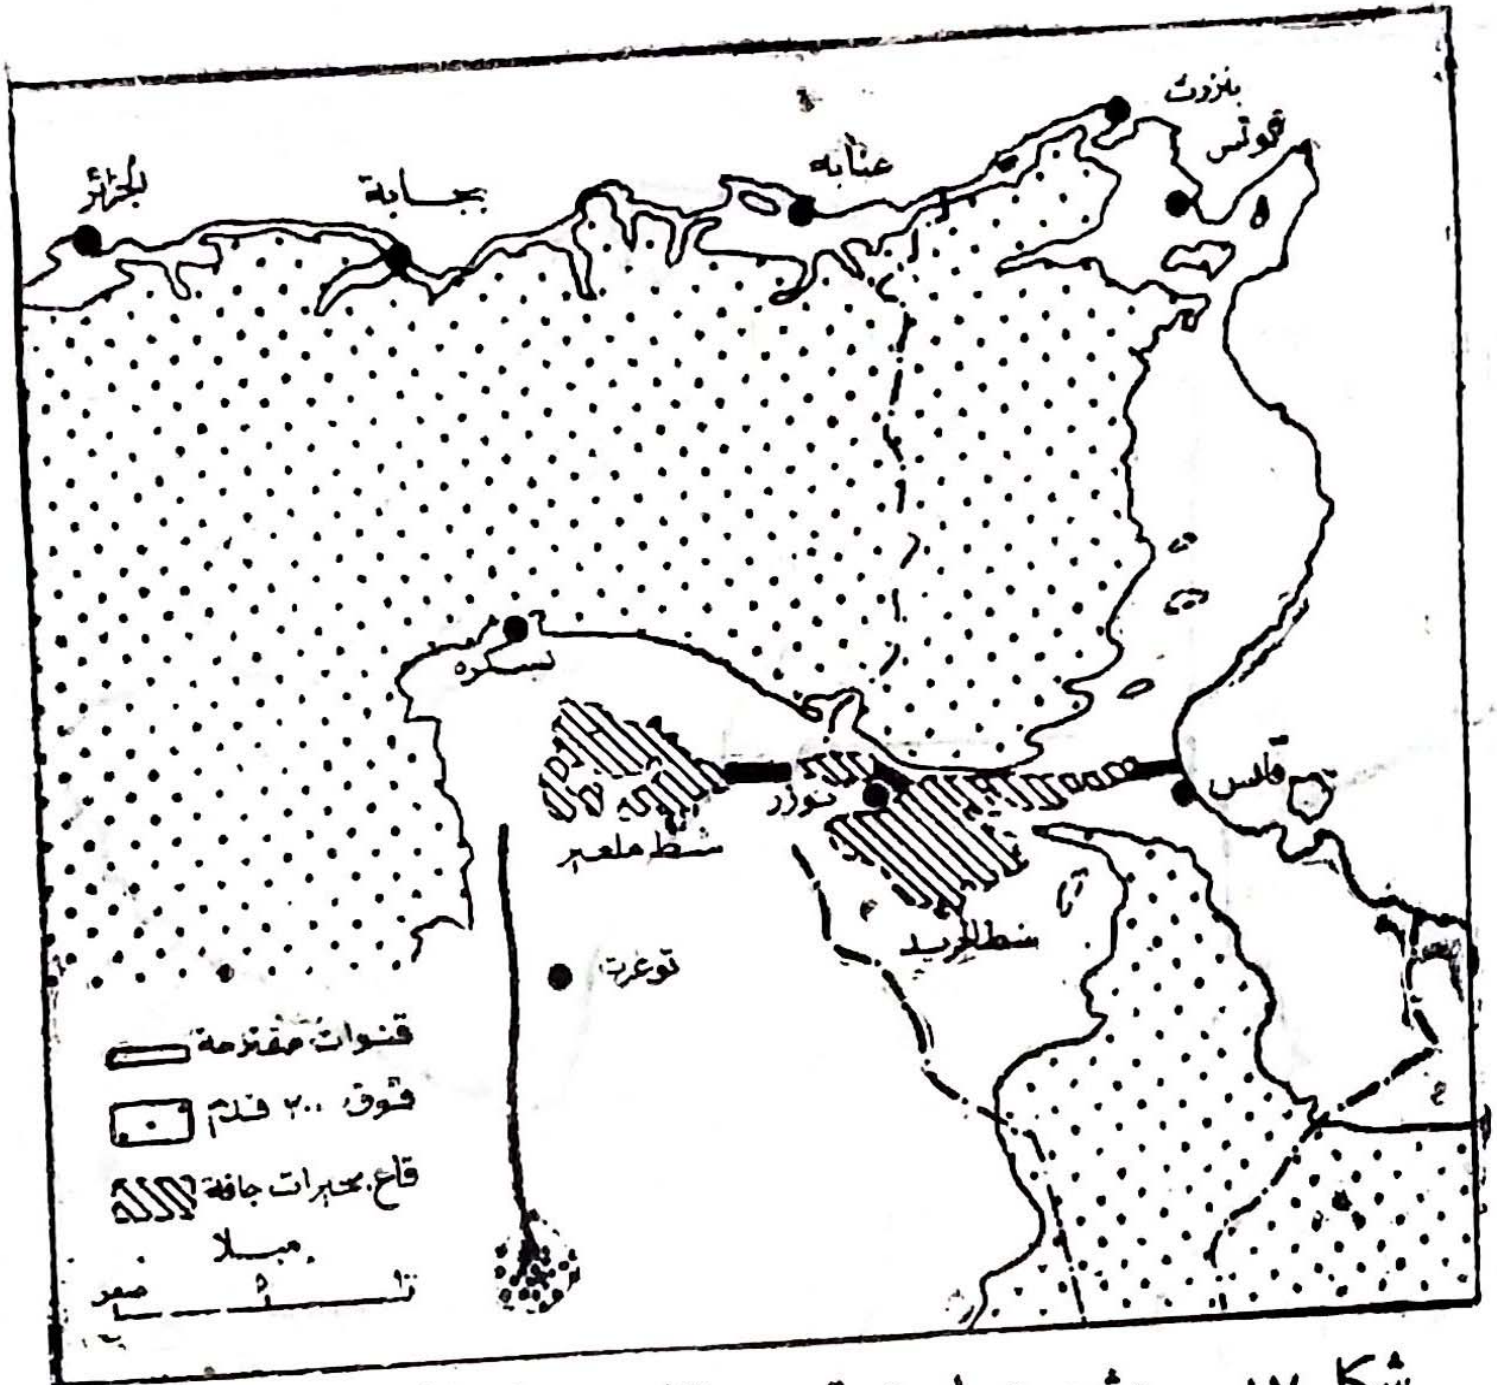 بنزرت
تونس
عنابه
بجاية
الجزائر
بسكره
قابس
توزر
شط ملغير
شط الجريد
توغرت
قنوات مقترحة
فوق ٢٠٠ قدم
قاع بحيرات جافة
ميلا
صفر
شكل